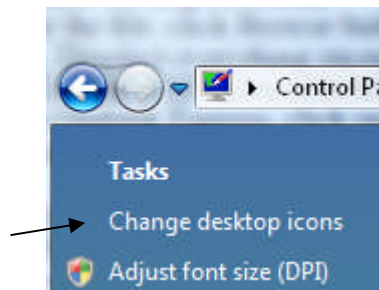 Control Pa
Tasks
Change desktop icons
Adjust font size (DPI)